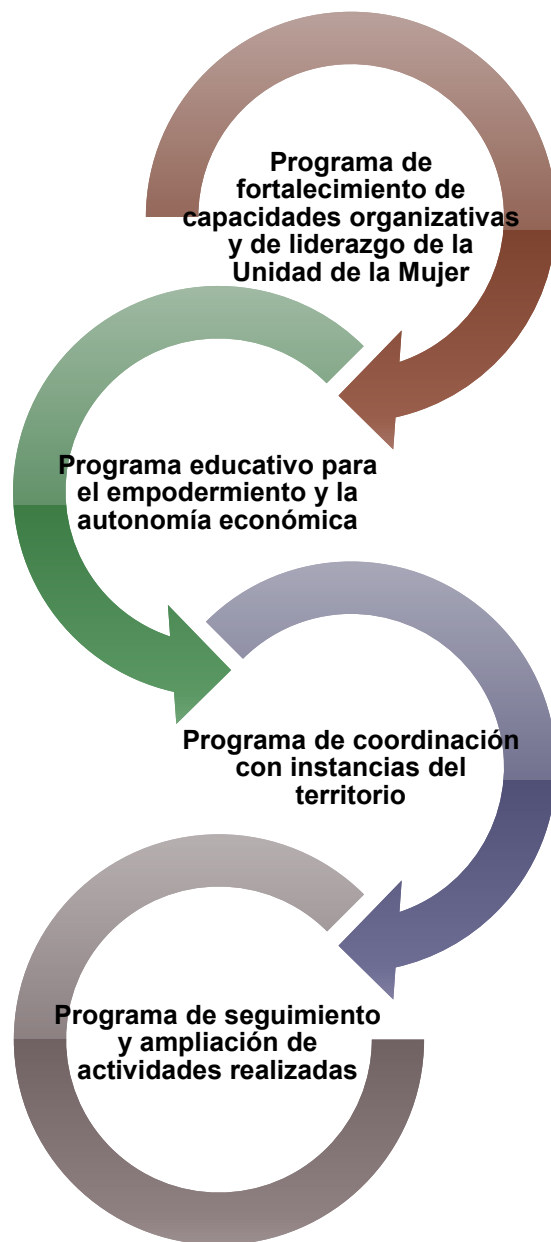 Programa de
fortalecimiento de
capacidades organizativas
y de liderazgo de la
Unidad de la Mujer
Programa educativo para
el empodermiento y la
autonomía económica
Programa de coordinación
con instancias del
territorio
Programa de seguimiento
y ampliación de
actividades realizadas